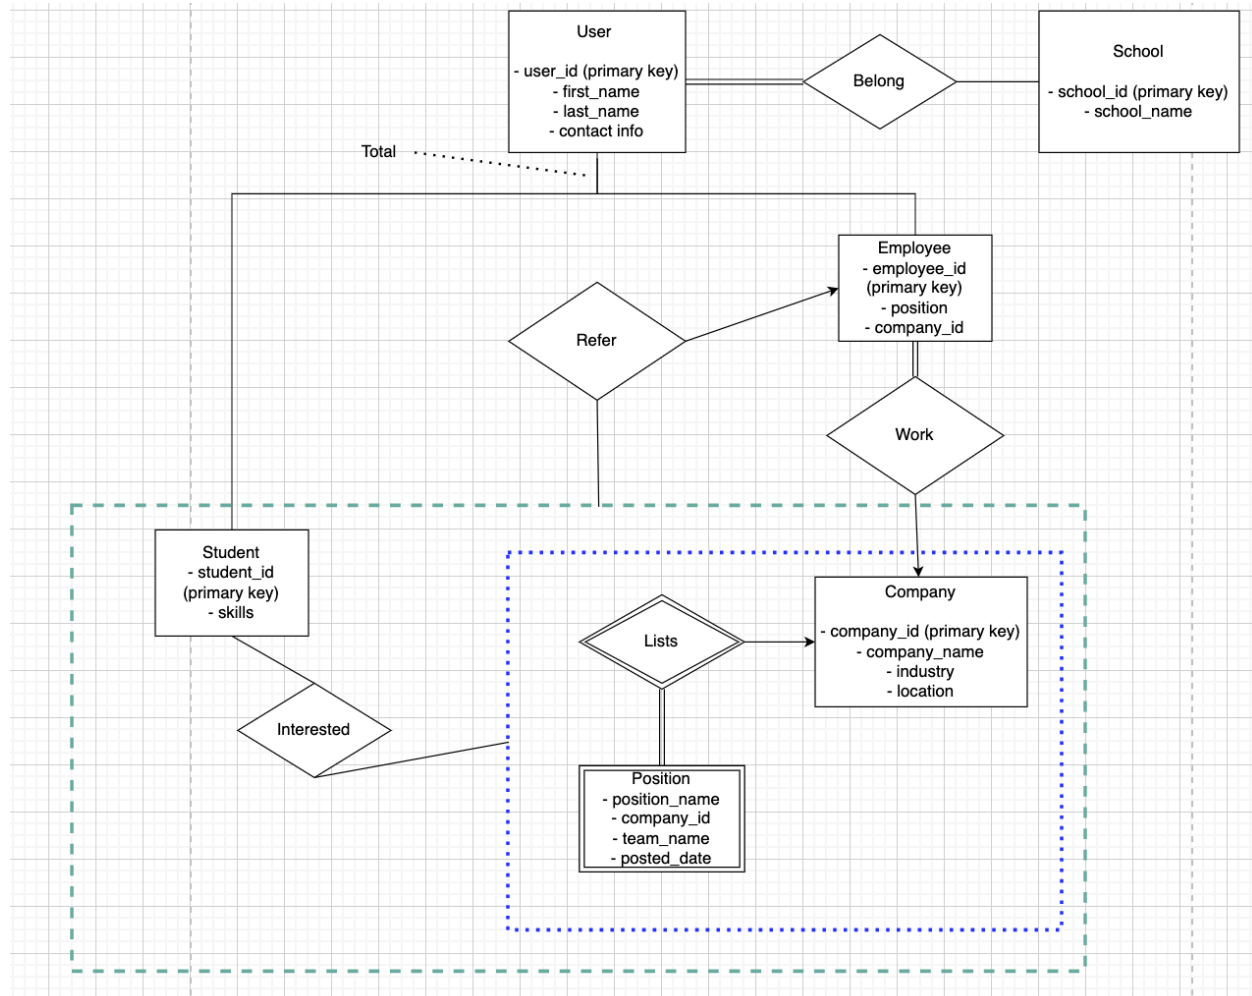 User
- user_id (primary key)
- first_name
- last_name
- contact info
Belong
School
- school_id (primary key)
- school_name
Total
Employee
- employee_id
(primary key)
- position
- company_id
Refer
Work
Student
- student_id
(primary key)
- skills
Interested
Lists
Company
- company_id (primary key)
- company_name
- industry
- location
Position
- position_name
- company_id
- team_name
- posted_date